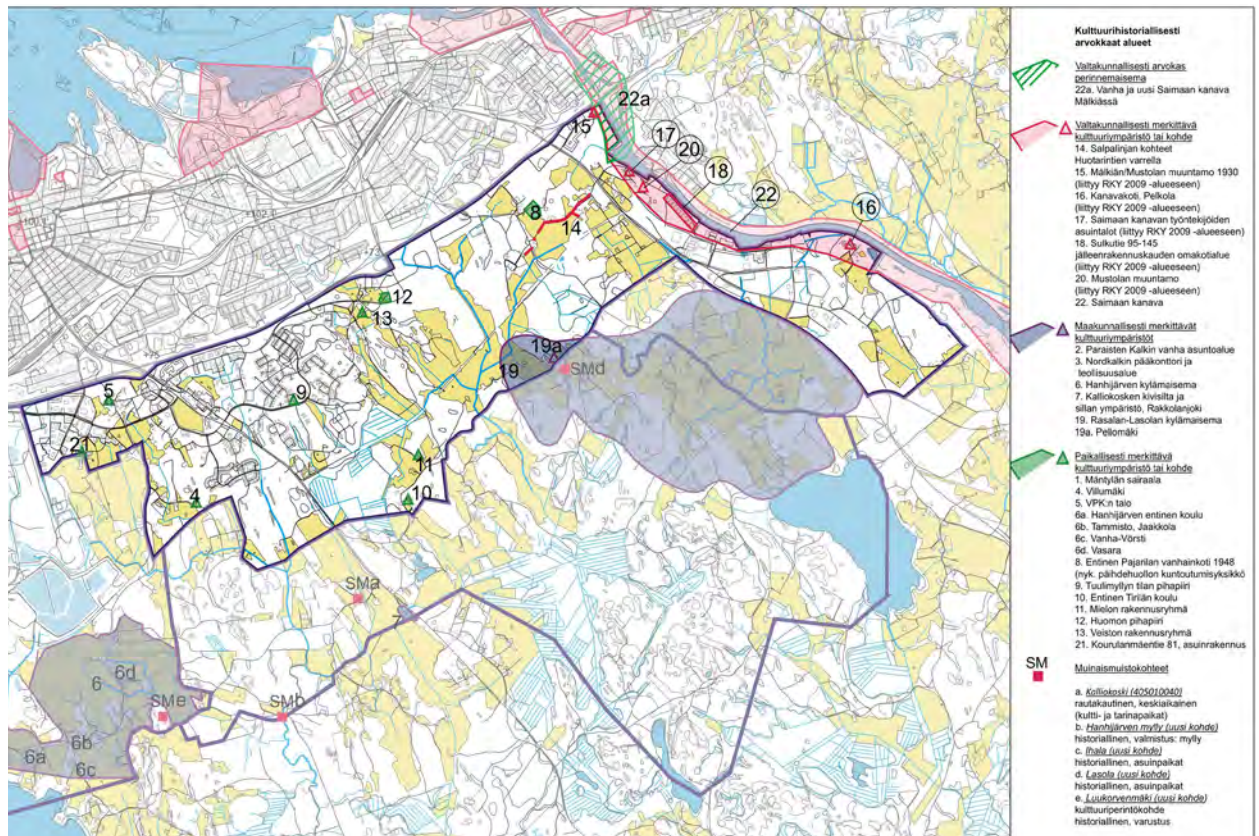 Kulttuurihistoriallisesti
arvokkaat alueet
Valtakunnallisesti arvokas
perinnemaisema
22a. Vanha ja uusi Saimaan kanava
Mälkiässä
Valtakunnallisesti merkittävä
kulttuuriympäristö tai kohde
14. Salpalinjan kohteet
Huotarintien varrella
15. Mälkiän/Mustolan muuntamo 1930
(liittyy RKY 2009 -alueeseen)
16. Kanavakoti, Pelkola
(liittyy RKY 2009 -alueeseen)
17. Saimaan kanavan työntekijöiden
asuintalot (liittyy RKY 2009 -alueeseen)
18. Sulkutie 95-145
jälleenrakennuskauden omakotialue
(liittyy RKY 2009 -alueeseen)
20. Mustolan muuntamo
(liittyy RKY 2009 -alueeseen)
22. Saimaan kanava
Maakunnallisesti merkittävät
kulttuuriympäristöt
2. Paraisten Kalkin vanha asuntoalue
3. Nordkalkin pääkonttori ja
teollisuusalue
6. Hanhijärven kylämaisema
7. Kalliokosken kivisilta ja
sillan ympäristö, Rakkolanjoki
19. Rasalan-Lasolan kylämaisema
19a. Pellomäki
Paikallisesti merkittävä
kulttuuriympäristö tai kohde
1. Mäntylän sairaala
4. Villumäki
5. VPK:n talo
6a. Hanhijärven entinen koulu
6b. Tammisto, Jaakkola
6c. Vanha-Vörsti
6d. Vasara
8. Entinen Pajarilan vanhainkoti 1948
(nyk. päihdehuollon kuntoutumisyksikkö
9. Tuulimyllyn tilan pihapiiri
10. Entinen Tirilän koulu
11. Mielon rakennusryhmä
12. Huomon pihapiiri
13. Veiston rakennusryhmä
21. Kourulanmäentie 81, asuinrakennus
SM
Muinaismuistokohteet
a. Kolliokoski (405010040)
rautakautinen, keskiaikainen
(kultti- ja tarinapaikat)
b. Hanhijärven mylly (uusi kohde)
historiallinen, valmistus: mylly
c. Ihala (uusi kohde)
historiallinen, asuinpaikat
d. Lasola (uusi kohde)
historiallinen, asuinpaikat
e. Luukorvenmäki (uusi kohde)
kulttuuriperintökohde
historiallinen, varustus
22a
15
17
20
18
22
16
8
14
12
13
19a
19
SMd
5
9
21
11
4
10
SMa
7
6d
6
SMe
SMb
6b
6a
6c